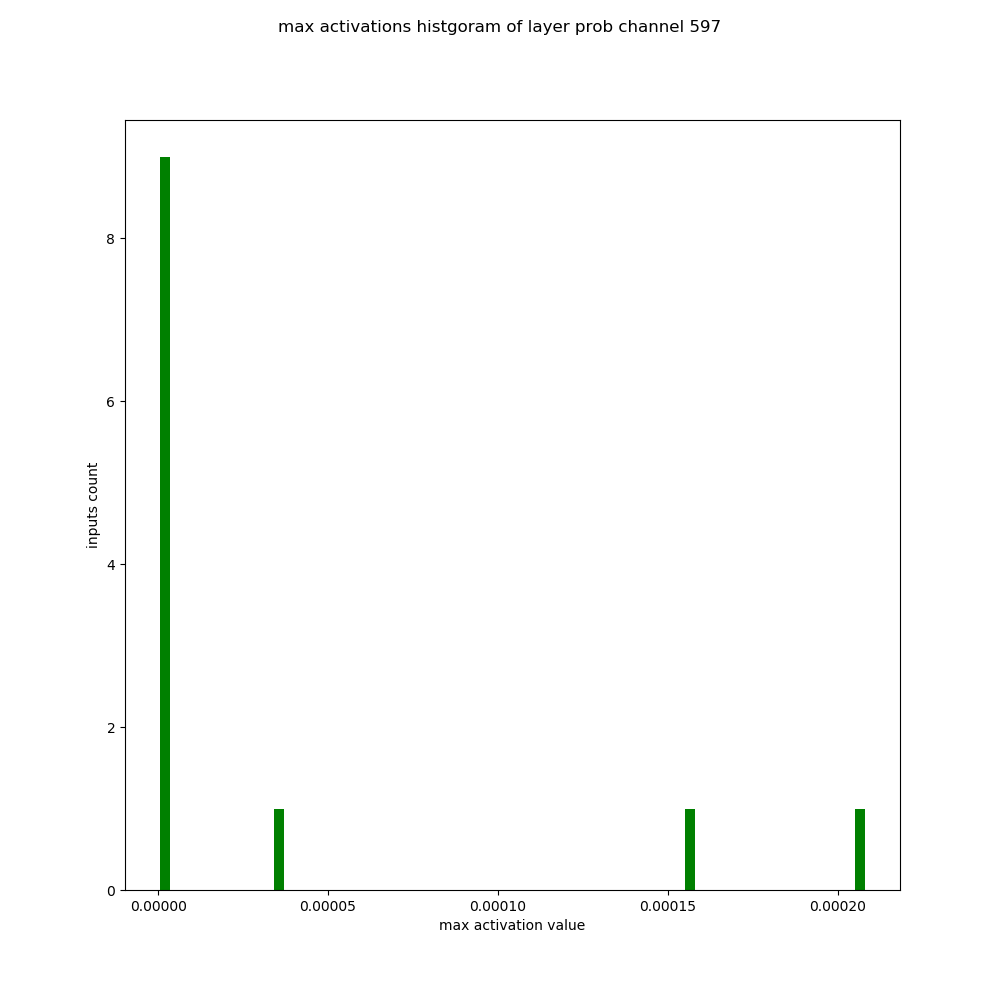 max activations histgoram of layer prob channel 597
8
6
4
2
0
inputs count
0.00000 0.00005 0.00010 0.00015 0.00020
max activation value